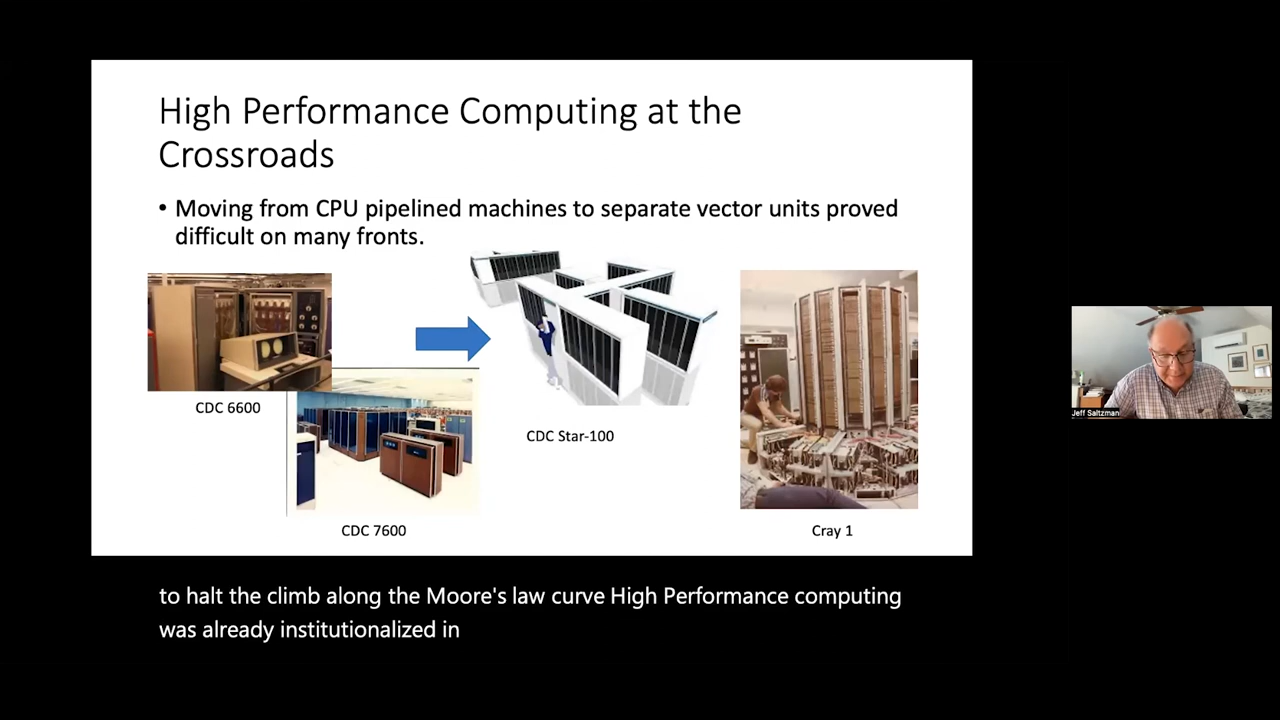 High Performance Computing at the
Crossroads
• Moving from CPU pipelined machines to separate vector units proved
difficult on many fronts.
CDC 6600
CDC Star-100
CDC 7600
Cray 1
Jeff Saltzman
to halt the climb along the Moore's law curve High Performance computing
was already institutionalized in